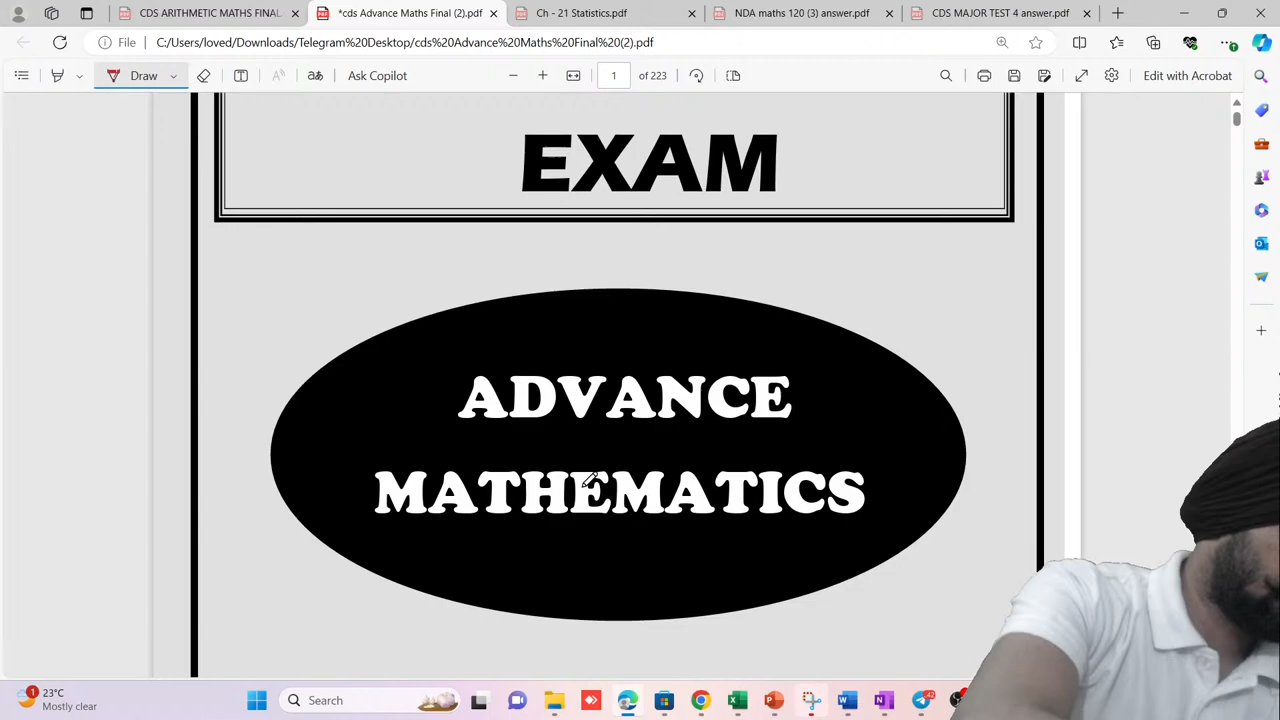 CDS ARITHMETIC MATHS FINAL.
*cds Advance Maths Final (2).pdf
Ch - 21 Statistics.pdf
NDA maths 120 (3) answer.pdf
CDS MAJOR TEST 4 answer.pdf
File
C:/Users/loved/Downloads/Telegram%20Desktop/cds%20Advance%20Maths%20Final%20(2).pdf
Draw
Ask Copilot
1 of 223
Edit with Acrobat
EXAM
ADVANCE
MATHEMATICS
1
23°C
Mostly clear
Search
42